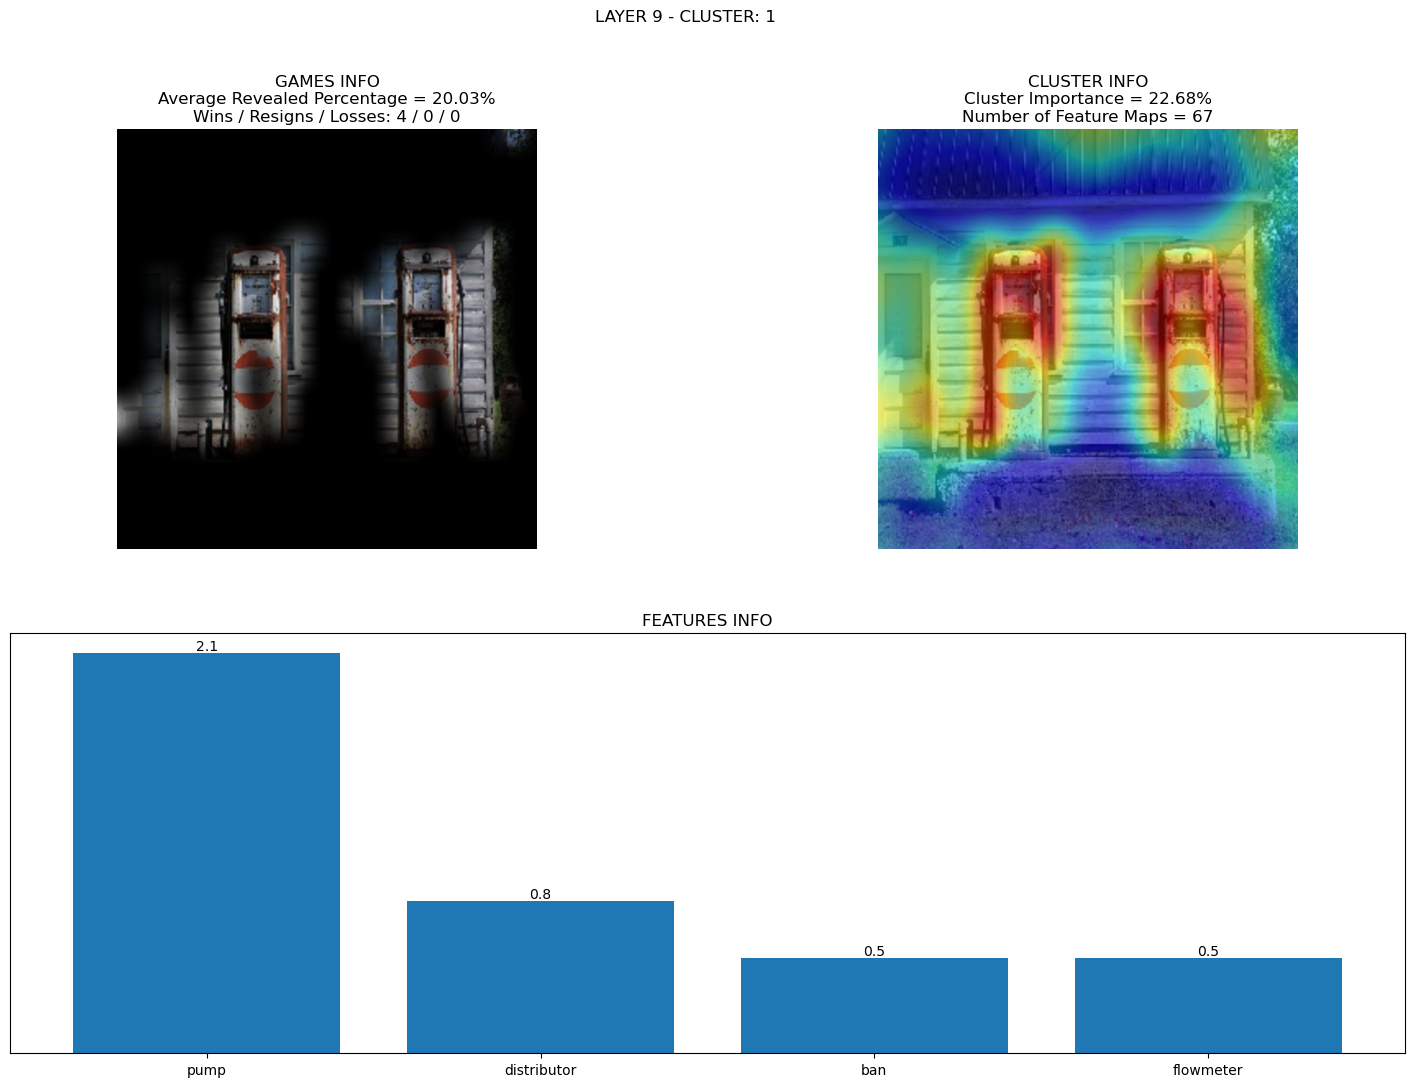 LAYER 9 - CLUSTER: 1
GAMES INFO
Average Revealed Percentage = 20.03%
Wins / Resigns / Losses: 4 / 0 / 0
CLUSTER INFO
Cluster Importance = 22.68%
Number of Feature Maps = 67
FEATURES INFO
2.1
0.8
0.5
0.5
pump
distributor
ban
flowmeter